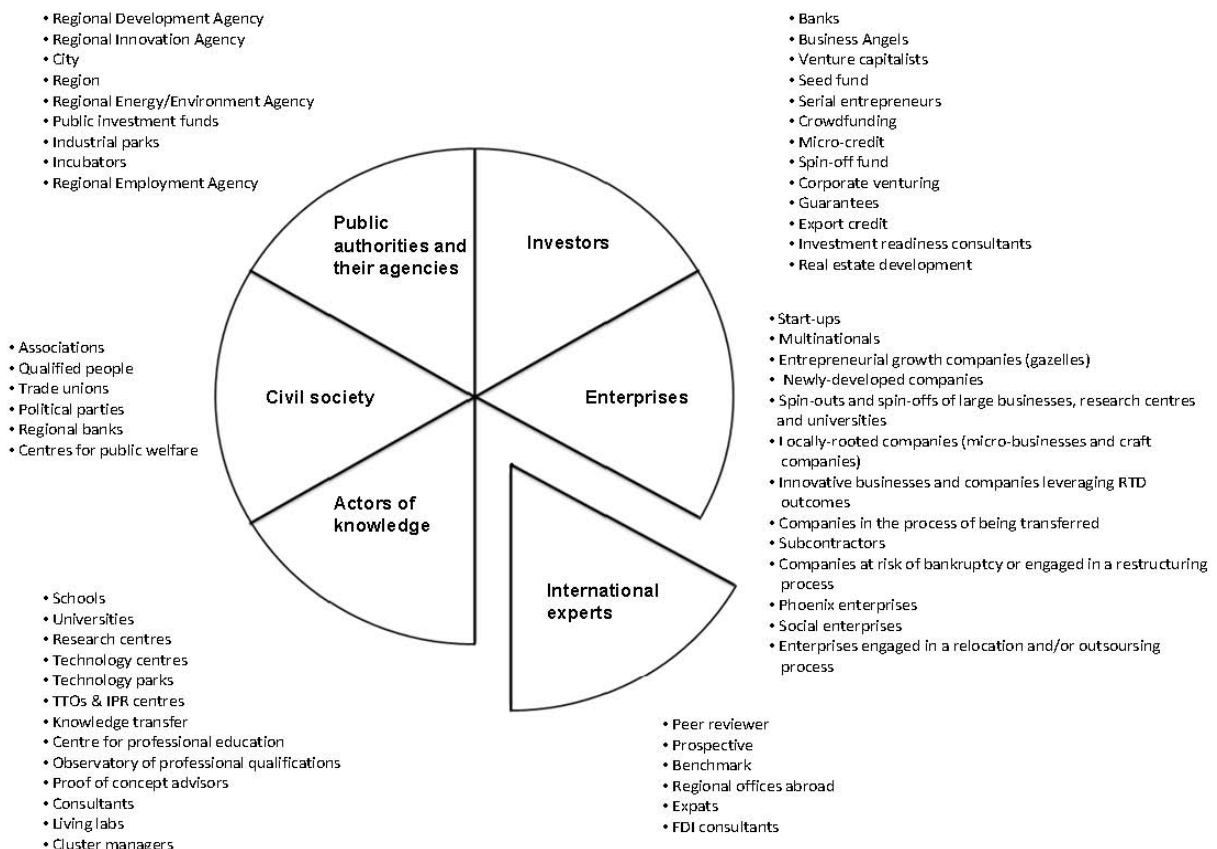 • Regional Development Agency
• Regional Innovation Agency
• City
• Region
• Regional Energy/Environment Agency
• Public investment funds
• Industrial parks
• Incubators
• Regional Employment Agency
• Banks
• Business Angels
• Venture capitalists
• Seed fund
• Serial entrepreneurs
• Crowdfunding
• Micro-credit
• Spin-off fund
• Corporate venturing
• Guarantees
• Export credit
• Investment readiness consultants
• Real estate development
Public
authorities and
their agencies
Investors
Civil society
Enterprises
Actors of
knowledge
International
experts
• Associations
• Qualified people
• Trade unions
• Political parties
• Regional banks
• Centres for public welfare
• Start-ups
• Multinationals
• Entrepreneurial growth companies (gazelles)
• Newly-developed companies
• Spin-outs and spin-offs of large businesses, research centres
and universities
• Locally-rooted companies (micro-businesses and craft
companies)
• Innovative businesses and companies leveraging RTD
outcomes
• Companies in the process of being transferred
• Subcontractors
• Companies at risk of bankruptcy or engaged in a restructuring
process
• Phoenix enterprises
• Social enterprises
• Enterprises engaged in a relocation and/or outsoursing
process
• Schools
• Universities
• Research centres
• Technology centres
• Technology parks
• TTOs & IPR centres
• Knowledge transfer
• Centre for professional education
• Observatory of professional qualifications
• Proof of concept advisors
• Consultants
• Living labs
• Cluster managers
• Peer reviewer
• Prospective
• Benchmark
• Regional offices abroad
• Expats
• FDI consultants